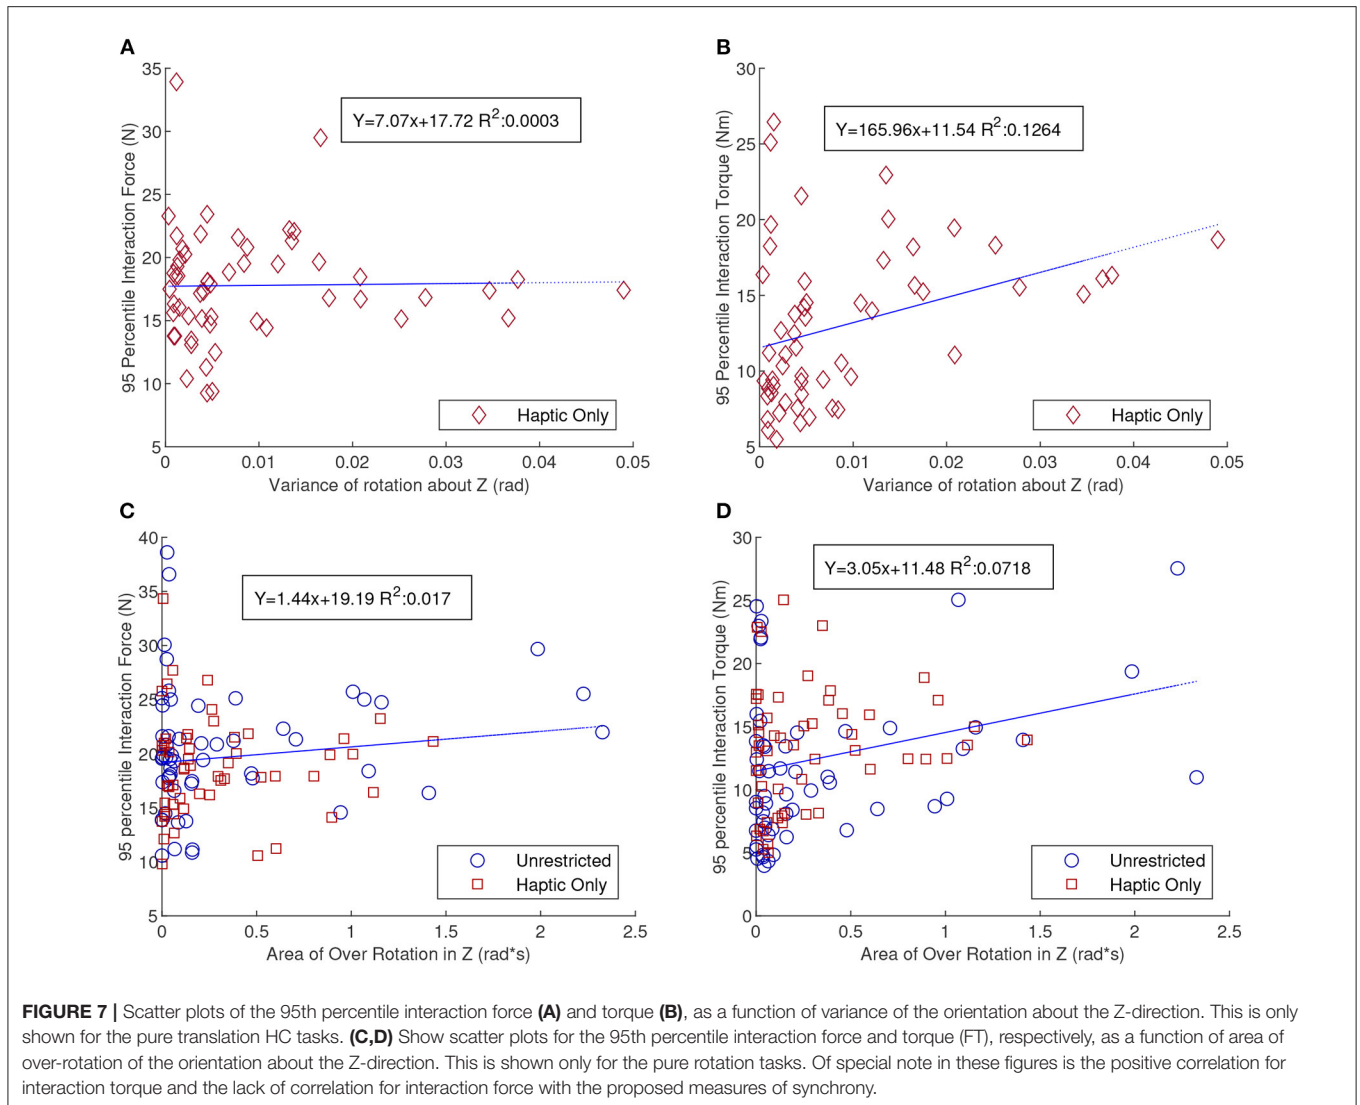 A
95 Percentile Interaction Force (N)
35
30
25
20
15
10
5
Y=7.07x+17.72 R²:0.0003
Haptic Only
0 0.01 0.02 0.03 0.04 0.05
Variance of rotation about Z (rad)
B
95 Percentile Interaction Torque (Nm)
30
25
20
15
10
5
Y=165.96x+11.54 R²:0.1264
Haptic Only
0 0.01 0.02 0.03 0.04 0.05
Variance of rotation about Z (rad)
C
95 percentile Interaction Force (N)
40
35
30
25
20
15
10
5
Y=1.44x+19.19 R²:0.017
Unrestricted
Haptic Only
0 0.5 1 1.5 2 2.5
Area of Over Rotation in Z (rad*s)
D
95 percentile Interaction Torque (Nm)
30
25
20
15
10
5
0
Y=3.05x+11.48 R²:0.0718
Unrestricted
Haptic Only
0 0.5 1 1.5 2 2.5
Area of Over Rotation in Z (rad*s)
FIGURE 7 | Scatter plots of the 95th percentile interaction force (A) and torque (B), as a function of variance of the orientation about the Z-direction. This is only
shown for the pure translation HC tasks. (C,D) Show scatter plots for the 95th percentile interaction force and torque (FT), respectively, as a function of area of
over-rotation of the orientation about the Z-direction. This is shown only for the pure rotation tasks. Of special note in these figures is the positive correlation for
interaction torque and the lack of correlation for interaction force with the proposed measures of synchrony.